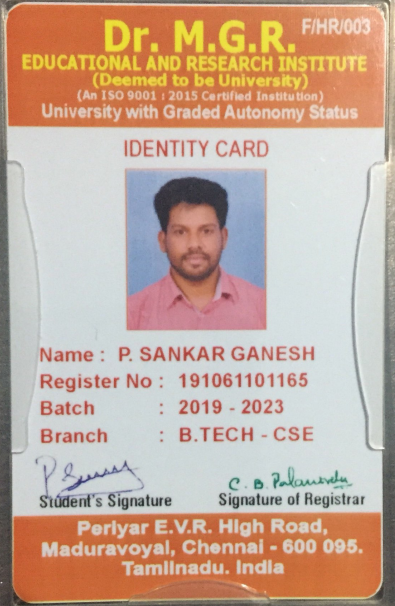 F/HR/003
Dr. M.G.R.
EDUCATIONAL AND RESEARCH INSTITUTE
(Deemed to be University)
(An ISO 9001 : 2015 Certified Institution)
University with Graded Autonomy Status
IDENTITY CARD
Name : P. SANKAR GANESH
Register No : 191061101165
Batch : 2019 - 2023
Branch : B.TECH - CSE
Student's Signature Signature of Registrar
Periyar E.V.R. High Road,
Maduravoyal, Chennai - 600 095.
Tamilnadu. India